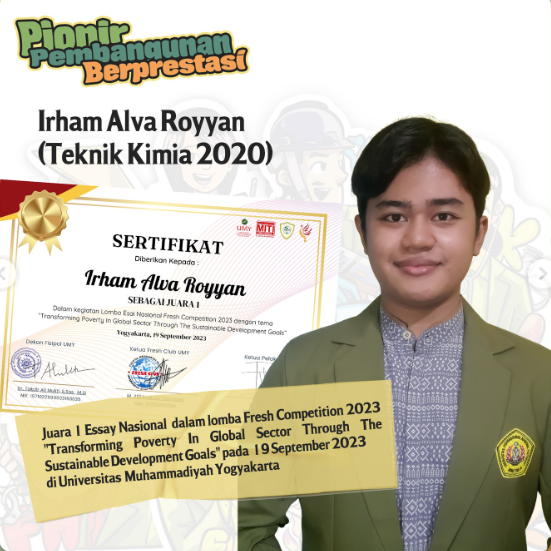 Pionir
Pembangunan
Berprestasi
Irham Alva Royyan
(Teknik Kimia 2020)
UMY
MITI
SERTIFIKAT
Diberikan Kepada :
Irham Alva Royyan
SEBAGAI JUARA 1
Dalam kegiatan Lomba Esai Nasional Fresh Competition 2023 dengan tema
"Transforming Poverty In Global Sector Through The Sustainable Development Goals"
Yogyakarta, 19 September 2023
Dekan Fisipol UMY
Ketua Fresh Club UMY
Ketua Pelak
Juara 1 Essay Nasional dalam lomba Fresh Competition 2023
"Transforming Poverty In Global Sector Through The
Sustainable Development Goals" pada 19 September 2023
di Universitas Muhammadiyah Yogyakarta